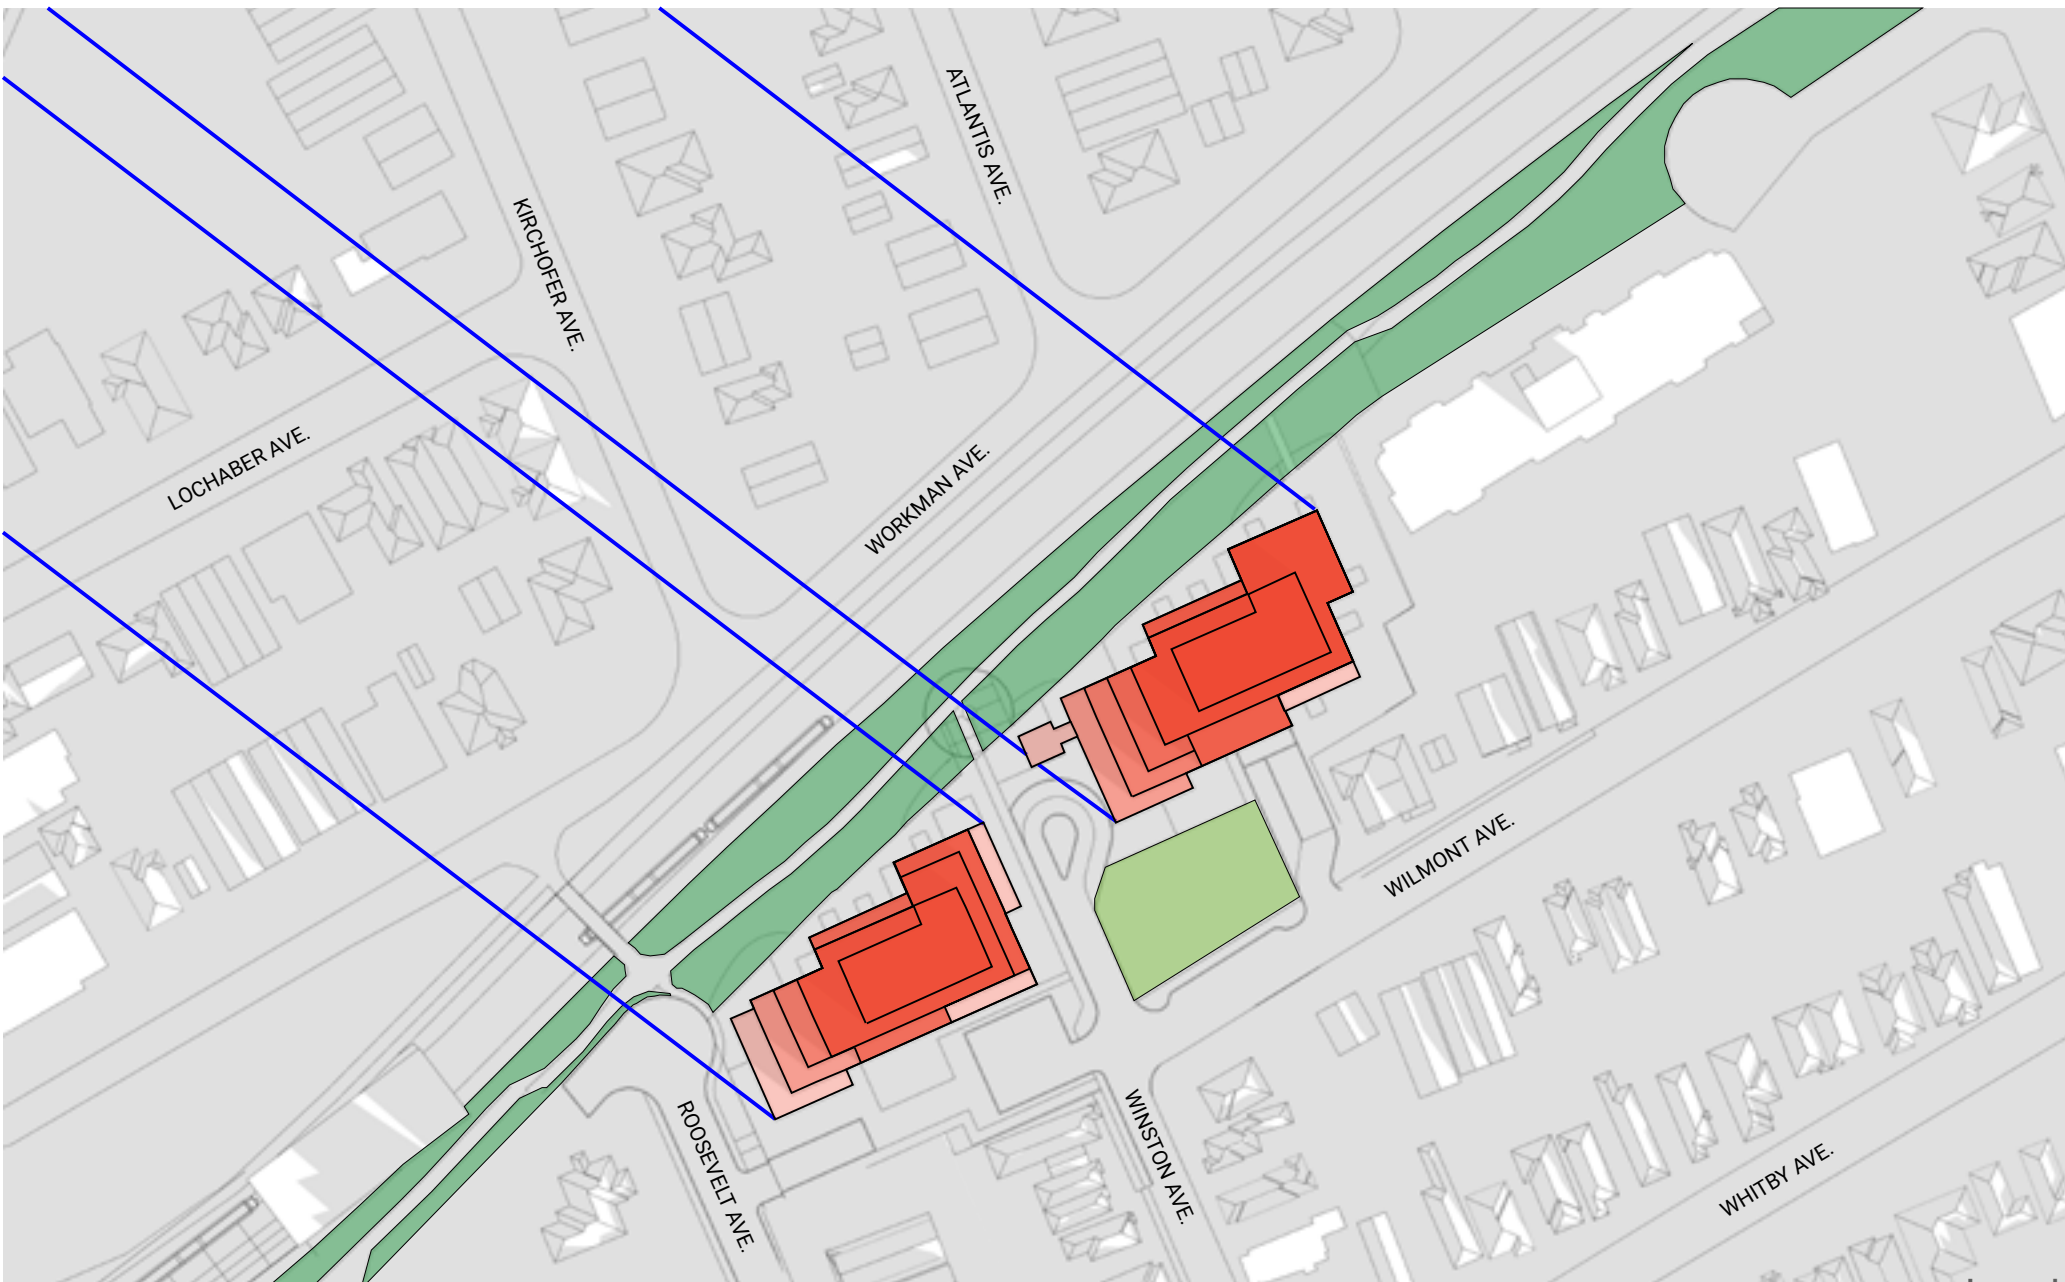 ATLANTIS AVE.
KIRCHOFER AVE.
LOCHABER AVE.
WORKMAN AVE.
WILMONT AVE.
ROOSEVELT AVE.
WINSTON AVE.
WHITBY AVE.